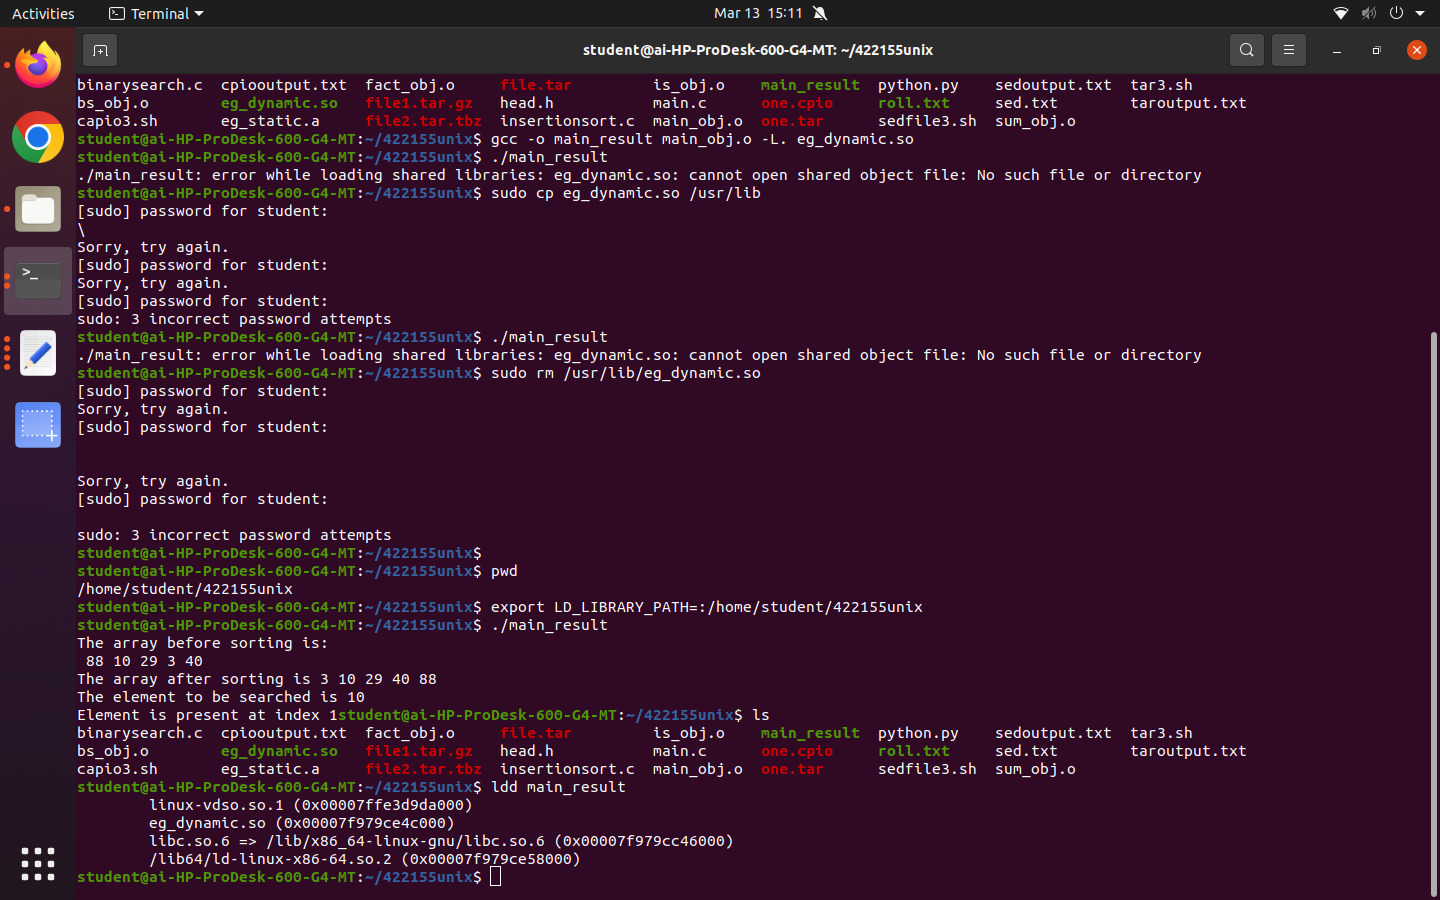 Activities Terminal Mar 13 15:11
student@ai-HP-ProDesk-600-G4-MT: ~/422155unix
binarysearch.c cpiooutput.txt fact_obj.o file.tar is_obj.o main_result python.py sedoutput.txt tar3.sh
bs_obj.o eg_dynamic.so file1.tar.gz head.h main.c one.cpio roll.txt sed.txt taroutput.txt
capio3.sh eg_static.a file2.tar.tbz insertionsort.c main_obj.o one.tar sedfile3.sh sum_obj.o
student@ai-HP-ProDesk-600-G4-MT:~/422155unix$ gcc -o main_result main_obj.o -L. eg_dynamic.so
student@ai-HP-ProDesk-600-G4-MT:~/422155unix$ ./main_result
./main_result: error while loading shared libraries: eg_dynamic.so: cannot open shared object file: No such file or directory
student@ai-HP-ProDesk-600-G4-MT:~/422155unix$ sudo cp eg_dynamic.so /usr/lib
[sudo] password for student:
\
Sorry, try again.
[sudo] password for student:
Sorry, try again.
[sudo] password for student:
sudo: 3 incorrect password attempts
student@ai-HP-ProDesk-600-G4-MT:~/422155unix$ ./main_result
./main_result: error while loading shared libraries: eg_dynamic.so: cannot open shared object file: No such file or directory
student@ai-HP-ProDesk-600-G4-MT:~/422155unix$ sudo rm /usr/lib/eg_dynamic.so
[sudo] password for student:
Sorry, try again.
[sudo] password for student:
Sorry, try again.
[sudo] password for student:
sudo: 3 incorrect password attempts
student@ai-HP-ProDesk-600-G4-MT:~/422155unix$
student@ai-HP-ProDesk-600-G4-MT:~/422155unix$ pwd
/home/student/422155unix
student@ai-HP-ProDesk-600-G4-MT:~/422155unix$ export LD_LIBRARY_PATH=:/home/student/422155unix
student@ai-HP-ProDesk-600-G4-MT:~/422155unix$ ./main_result
The array before sorting is:
88 10 29 3 40
The array after sorting is 3 10 29 40 88
The element to be searched is 10
Element is present at index 1student@ai-HP-ProDesk-600-G4-MT:~/422155unix$ ls
binarysearch.c cpiooutput.txt fact_obj.o file.tar is_obj.o main_result python.py sedoutput.txt tar3.sh
bs_obj.o eg_dynamic.so file1.tar.gz head.h main.c one.cpio roll.txt sed.txt taroutput.txt
capio3.sh eg_static.a file2.tar.tbz insertionsort.c main_obj.o one.tar sedfile3.sh sum_obj.o
student@ai-HP-ProDesk-600-G4-MT:~/422155unix$ ldd main_result
linux-vdso.so.1 (0x00007ffe3d9da000)
eg_dynamic.so (0x00007f979ce4c000)
libc.so.6 => /lib/x86_64-linux-gnu/libc.so.6 (0x00007f979cc46000)
/lib64/ld-linux-x86-64.so.2 (0x00007f979ce58000)
student@ai-HP-ProDesk-600-G4-MT:~/422155unix$